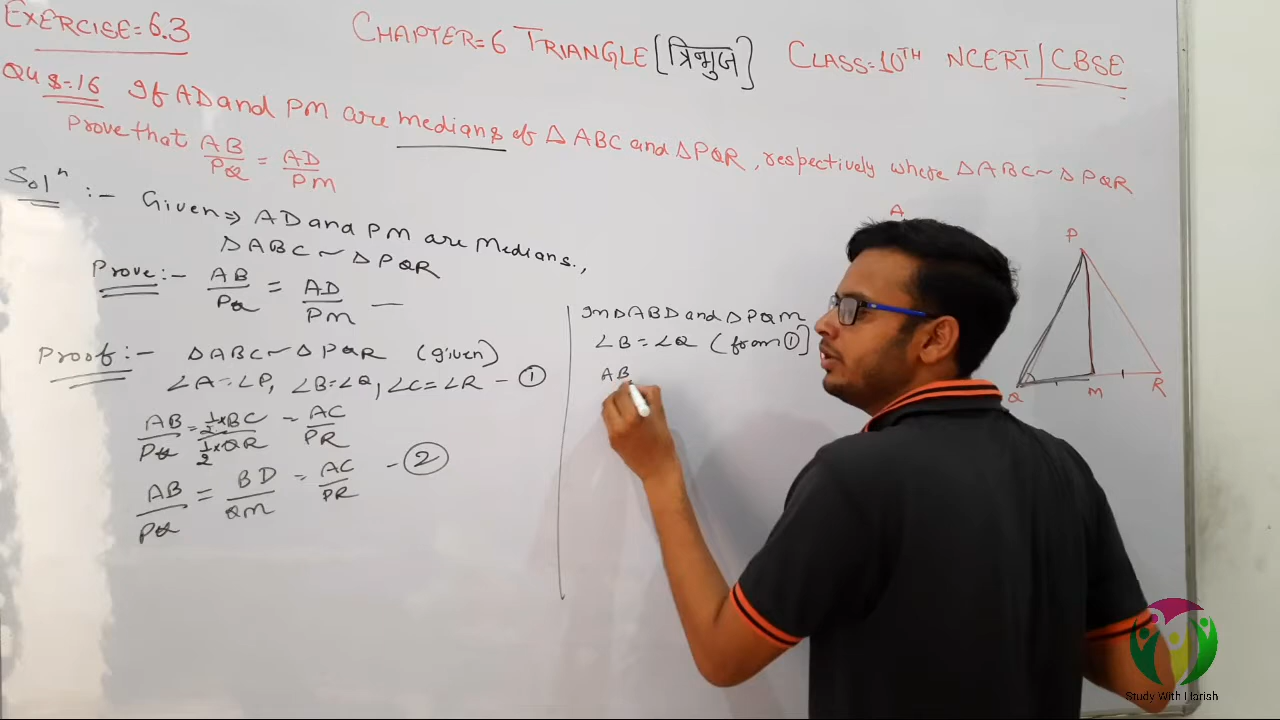 EXERCISE=6.3
CHAPTER=6 TRIANGLE [त्रिभुज] CLASS=10TH NCERT/CBSE
QUS-16 If AD and PM are medians of △ABC and △PQR, respectively where △ABC ~ △PQR
Prove that AB/PQ = AD/PM
Solⁿ :- Given ⇒ AD and PM are Medians.,
△ABC ~ △PQR
Prove:- AB/PQ = AD/PM —
Proof:- △ABC ~ △PQR (given)
∠A=∠P, ∠B=∠Q, ∠C=∠R - ①
AB/PQ = ½×BC/½×QR = AC/PR
AB/PQ = BD/QM = AC/PR - ②
In △ABD and △PQM
∠B=∠Q (from ①]
AB
A
P
Q
M
R
Study With Harish